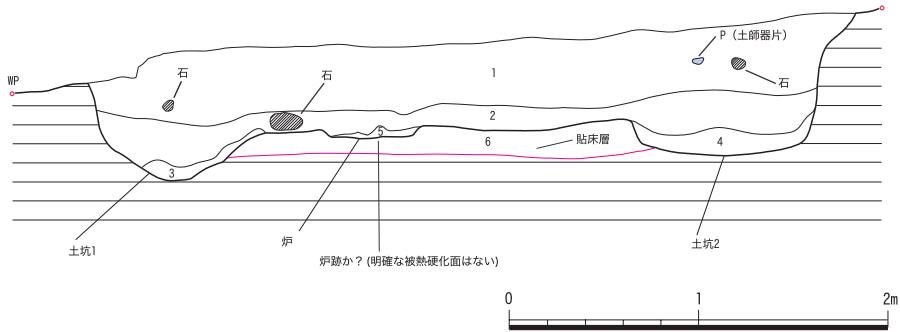 P（土師器片）
石
石
WP
1
石
2
5
貼床層
6
4
3
炉
土坑2
土坑1
炉跡か？(明確な被熱硬化面はない)
0 1 2m